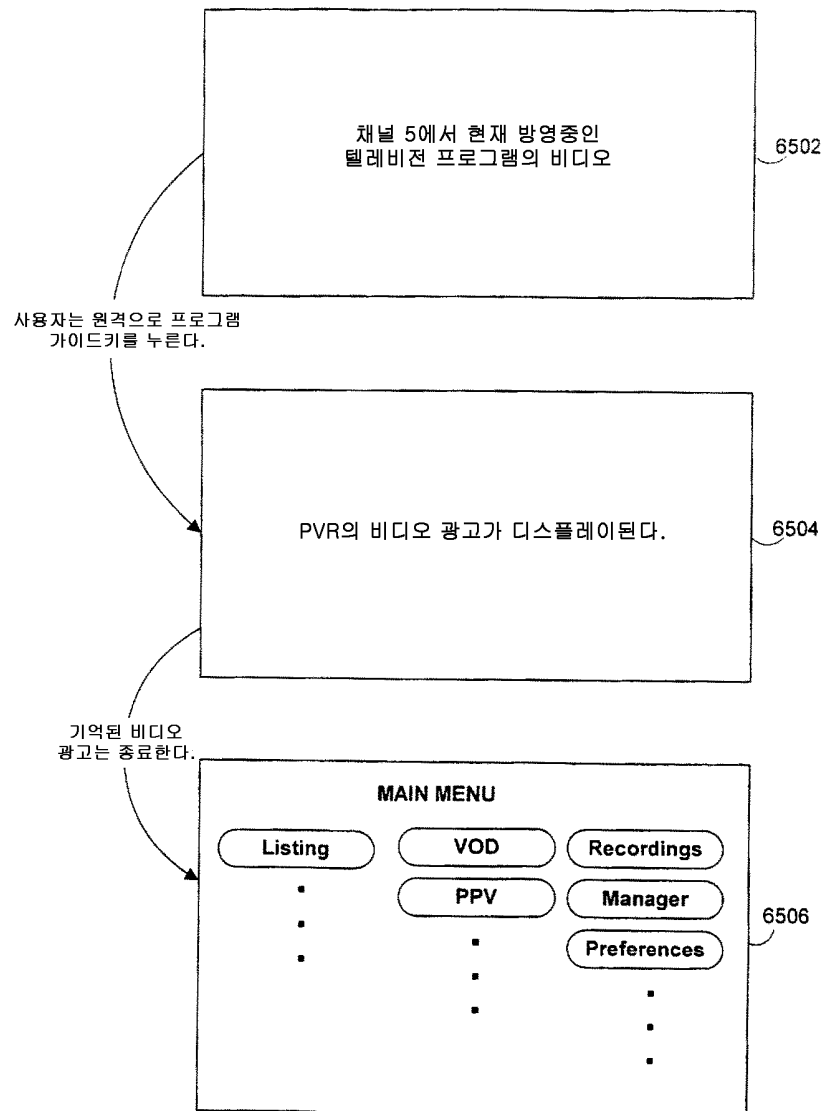 채널 5에서 현재 방영중인
텔레비전 프로그램의 비디오
6502
사용자는 원격으로 프로그램
가이드키를 누른다.
PVR의 비디오 광고가 디스플레이된다.
6504
기억된 비디오
광고는 종료한다.
MAIN MENU
Listing VOD Recordings
PPV Manager
Preferences
6506